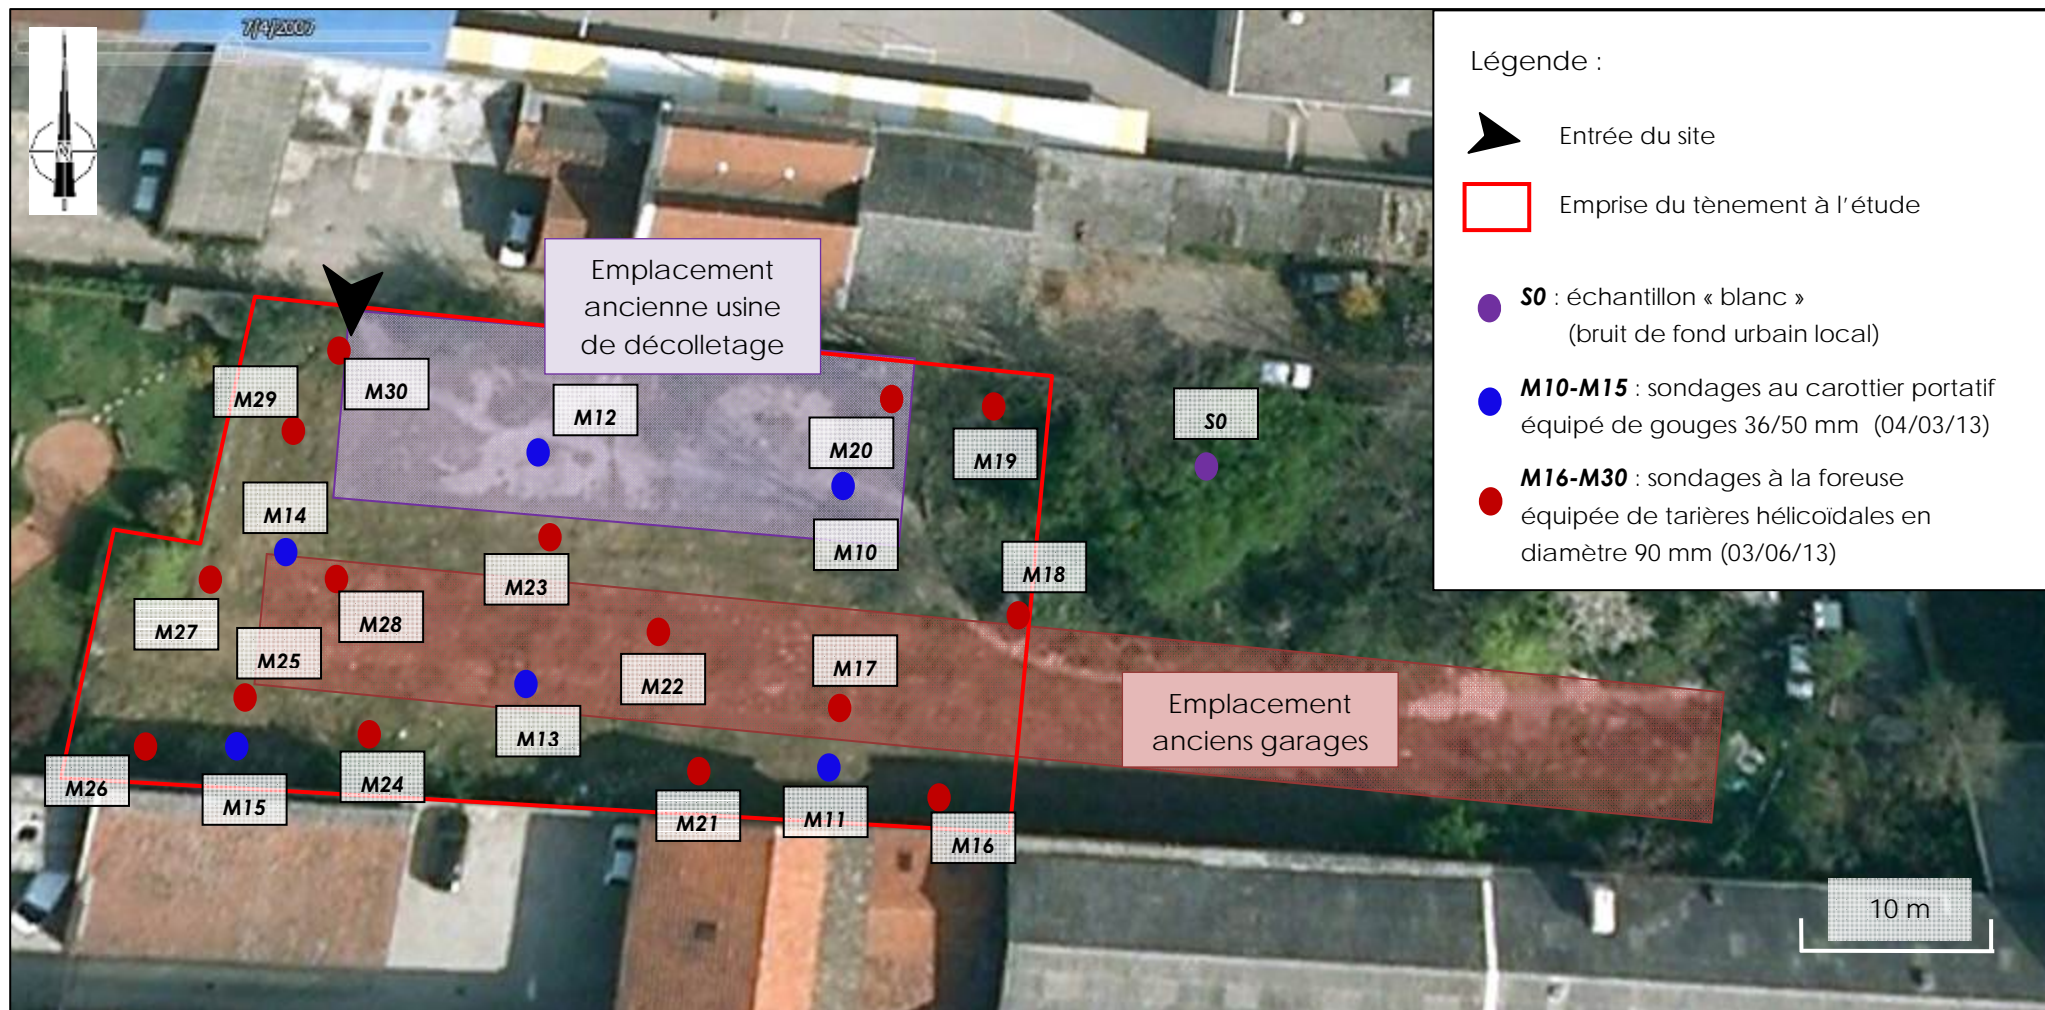 7/4/2007
Légende :
Entrée du site
Emprise du tènement à l'étude
S0 : échantillon « blanc »
(bruit de fond urbain local)
M10-M15 : sondages au carottier portatif
équipé de gouges 36/50 mm (04/03/13)
M16-M30 : sondages à la foreuse
équipée de tarières hélicoïdales en
diamètre 90 mm (03/06/13)
N
Emplacement
ancienne usine
de décolletage
M30
M29
M12
M20
M19
S0
M14
M10
M23
M18
M27
M28
M25
M22
M17
Emplacement
anciens garages
M13
M26
M15
M24
M21
M11
M16
10 m